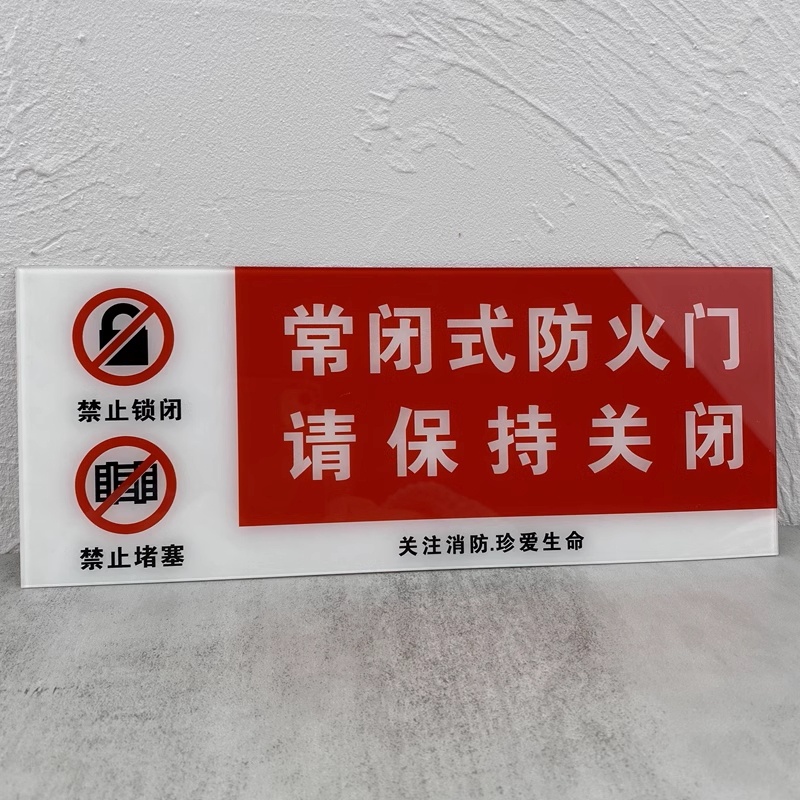 禁止锁闭
禁止堵塞
常闭式防火门
请保持关闭
关注消防.珍爱生命